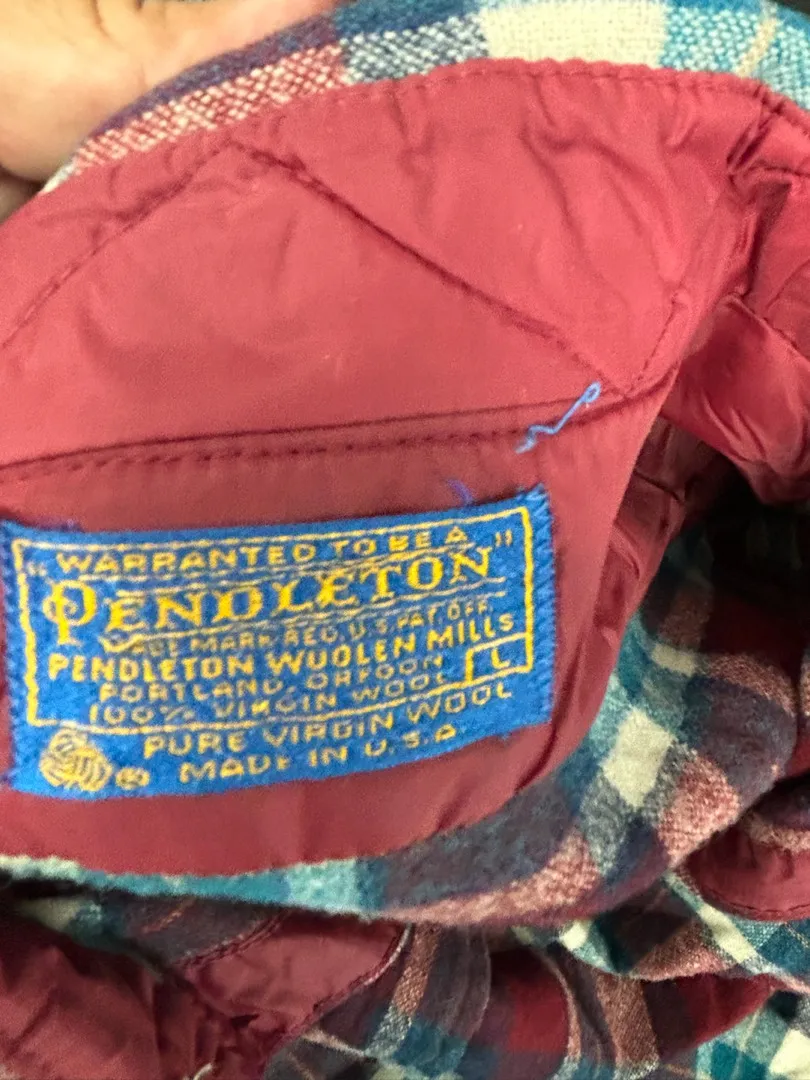 "WARRANTED TO BE A"
PENDLETON
MARK REG. U.S. PAT. OFF.
PENDLETON WOOLEN MILLS
PORTLAND, OREGON L
100% VIRGIN WOOL
PURE VIRGIN WOOL
® MADE IN U.S.A.